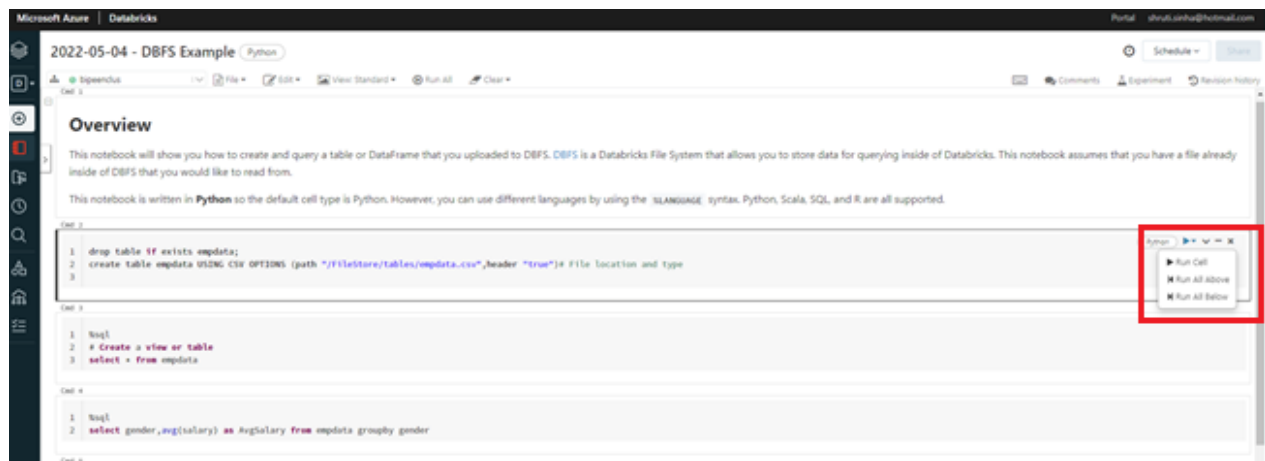 Microsoft Azure | Databricks Portal shruti.sinha@hotmail.com
2022-05-04 - DBFS Example Python Schedule Share
D bipeendus File Edit View: Standard Run All Clear Comments Experiment Revision history
Cmd 1
Overview
This notebook will show you how to create and query a table or DataFrame that you uploaded to DBFS. DBFS is a Databricks File System that allows you to store data for querying inside of Databricks. This notebook assumes that you have a file already
inside of DBFS that you would like to read from.
This notebook is written in Python so the default cell type is Python. However, you can use different languages by using the %LANGUAGE syntax. Python, Scala, SQL, and R are all supported.
Cmd 2
Python
1 drop table if exists empdata;
2 create table empdata USING CSV OPTIONS (path "/FileStore/tables/empdata.csv",header "true")# File location and type
3
Run Cell
Run All Above
Run All Below
Cmd 3
1 %sql
2 # Create a view or table
3 select * from empdata
Cmd 4
1 %sql
2 select gender,avg(salary) as AvgSalary from empdata groupby gender